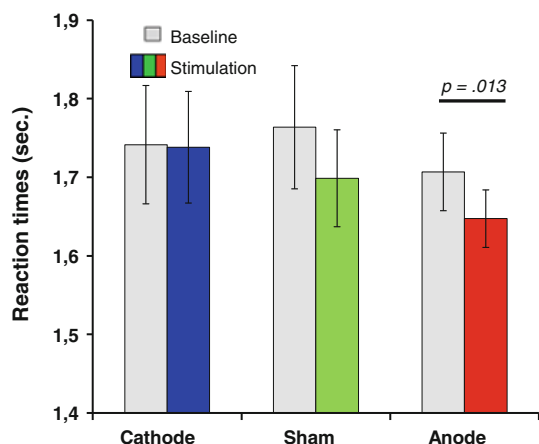 1,9
Baseline
Stimulation
p = .013
1,8
1,7
1,6
1,5
1,4
Reaction times (sec.)
Cathode Sham Anode